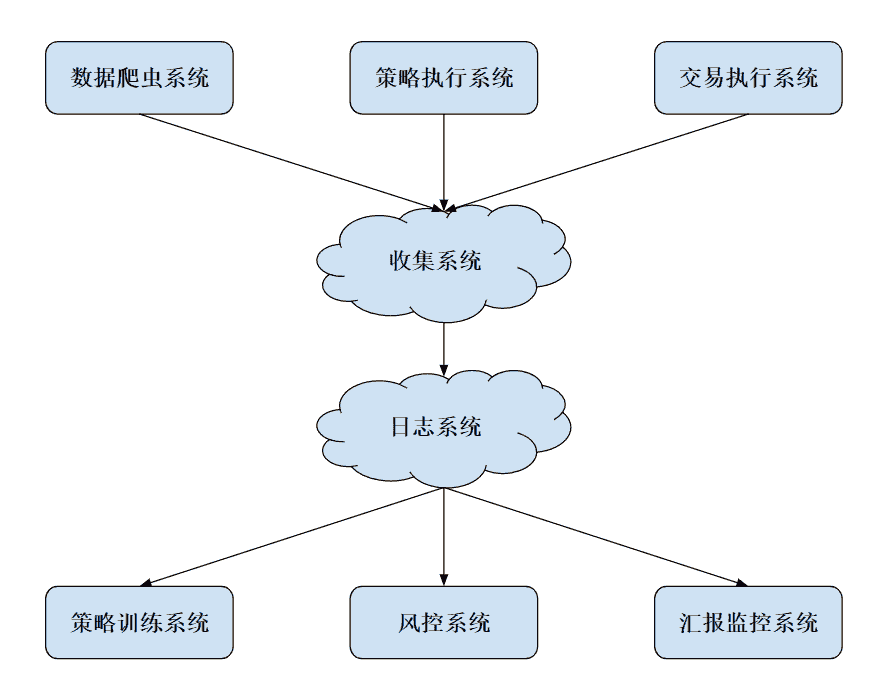 数据爬虫系统
策略执行系统
交易执行系统
收集系统
日志系统
策略训练系统
风控系统
汇报监控系统